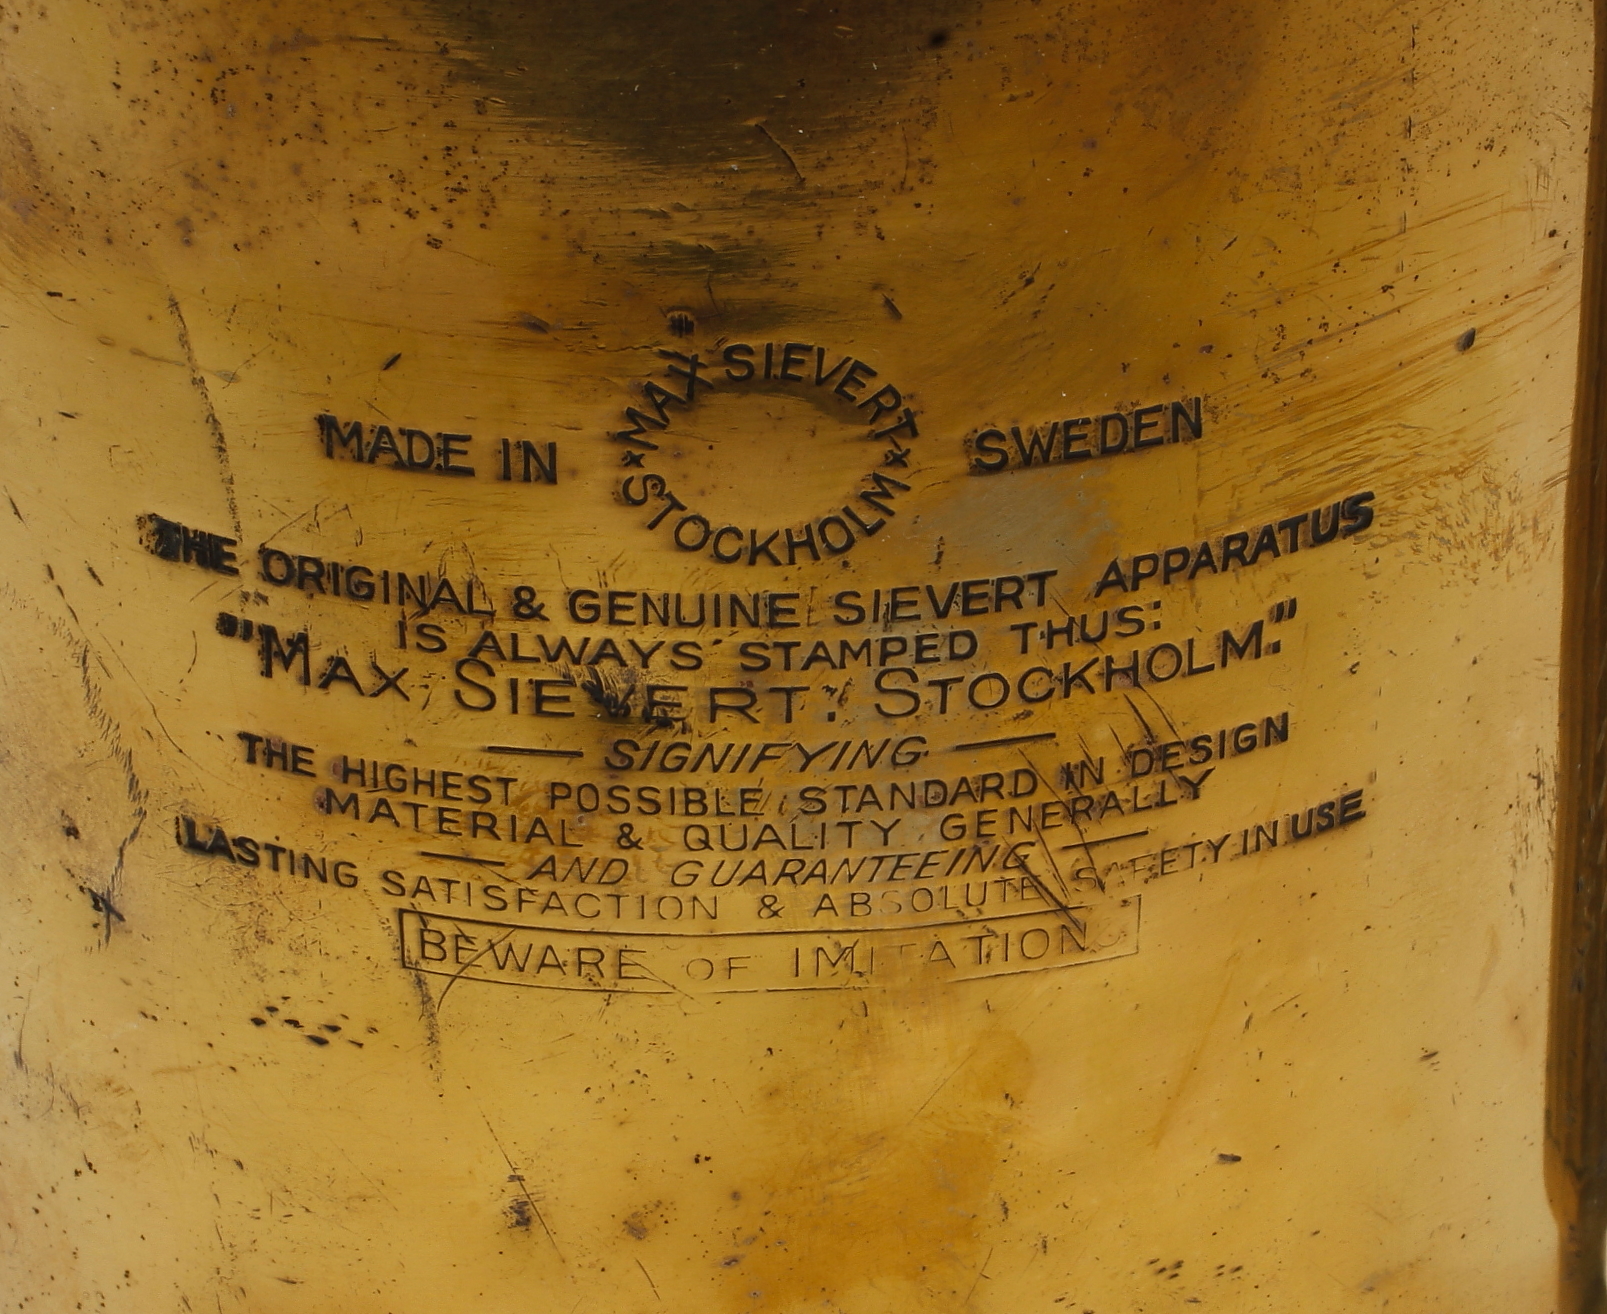 MADE IN
MAX SIEVERT
× STOCKHOLM ×
SWEDEN
THE ORIGINAL & GENUINE SIEVERT APPARATUS
IS ALWAYS STAMPED THUS:
"MAX SIEVERT. STOCKHOLM."
— SIGNIFYING —
THE HIGHEST POSSIBLE STANDARD IN DESIGN
MATERIAL & QUALITY GENERALLY
— AND GUARANTEEING —
LASTING SATISFACTION & ABSOLUTE SAFETY IN USE
BEWARE OF IMITATIONS